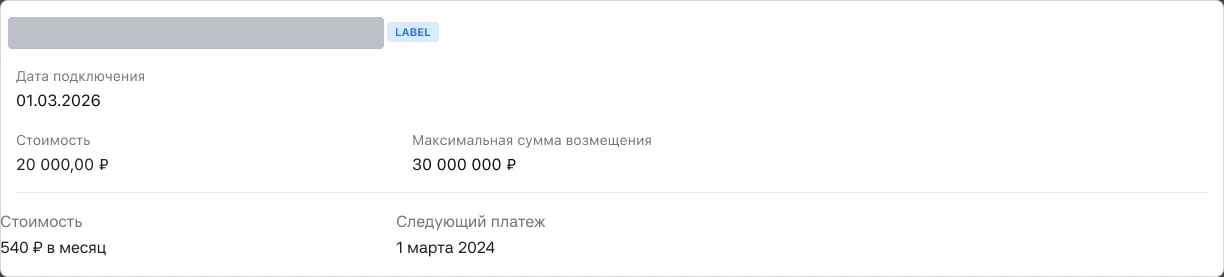 LABEL
Дата подключения
01.03.2026
Стоимость Максимальная сумма возмещения
20 000,00 ₽ 30 000 000 ₽
Стоимость Следующий платеж
540 ₽ в месяц 1 марта 2024